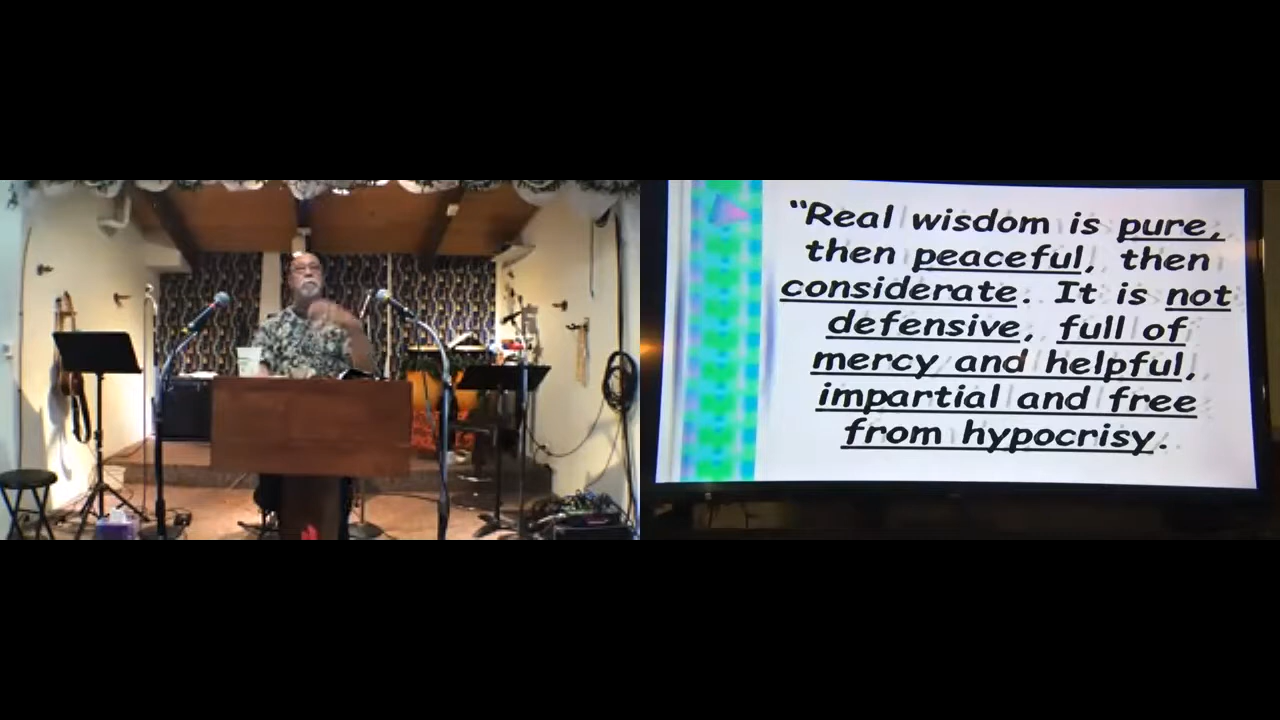 “Real wisdom is pure,
then peaceful, then
considerate. It is not
defensive, full of
mercy and helpful,
impartial and free
from hypocrisy.